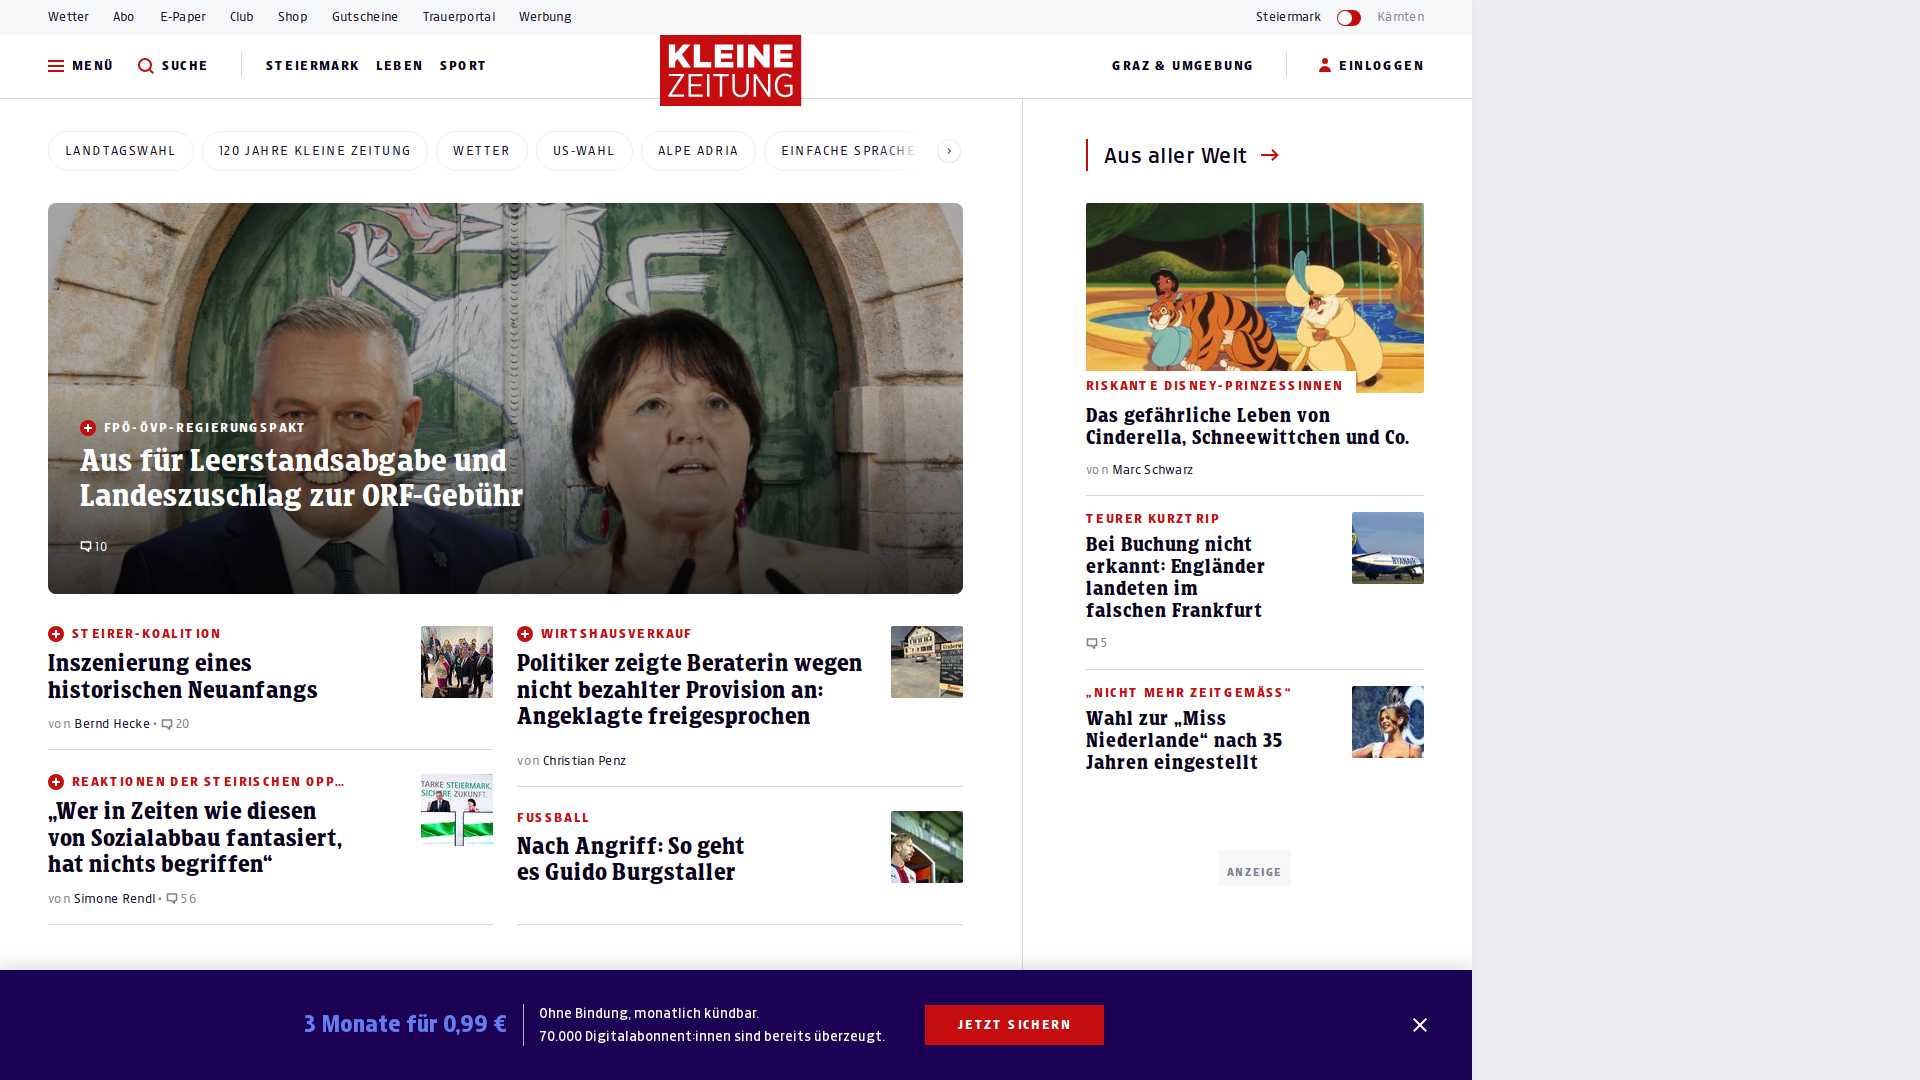 Wetter Abo E-Paper Club Shop Gutscheine Trauerportal Werbung Steiermark Kärnten
MENÜ SUCHE STEIERMARK LEBEN SPORT KLEINE ZEITUNG GRAZ & UMGEBUNG EINLOGGEN
LANDTAGSWAHL 120 JAHRE KLEINE ZEITUNG WETTER US-WAHL ALPE ADRIA EINFACHE SPRACHE
FPÖ-ÖVP-REGIERUNGSPAKT
Aus für Leerstandsabgabe und
Landeszuschlag zur ORF-Gebühr
10
STEIRER-KOALITION
Inszenierung eines
historischen Neuanfangs
von Bernd Hecke • 20
REAKTIONEN DER STEIRISCHEN OPP...
„Wer in Zeiten wie diesen
von Sozialabbau fantasiert,
hat nichts begriffen“
von Simone Rendl • 56
TARKE STEIERMARK.
SICHERE ZUKUNFT.
WIRTSHAUSVERKAUF
Politiker zeigte Beraterin wegen
nicht bezahlter Provision an:
Angeklagte freigesprochen
von Christian Penz
FUSSBALL
Nach Angriff: So geht
es Guido Burgstaller
Aus aller Welt
RISKANTE DISNEY-PRINZESSINNEN
Das gefährliche Leben von
Cinderella, Schneewittchen und Co.
von Marc Schwarz
TEURER KURZTRIP
Bei Buchung nicht
erkannt: Engländer
landeten im
falschen Frankfurt
5
RYANAIR
„NICHT MEHR ZEITGEMÄSS“
Wahl zur „Miss
Niederlande“ nach 35
Jahren eingestellt
ANZEIGE
3 Monate für 0,99 €
Ohne Bindung, monatlich kündbar.
70.000 Digitalabonnent:innen sind bereits überzeugt.
JETZT SICHERN